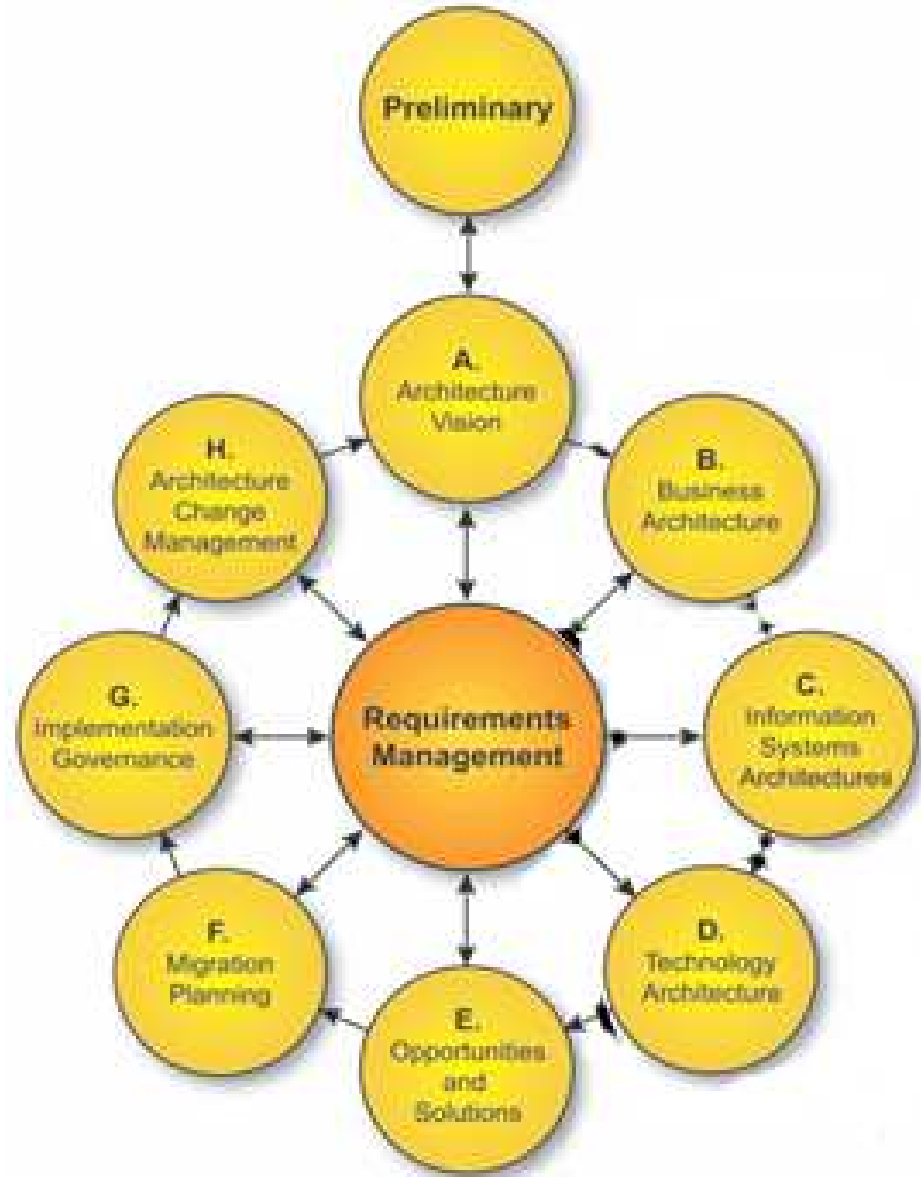 Preliminary
A.
Architecture
Vision
B.
Business
Architecture
C.
Information
Systems
Architectures
D.
Technology
Architecture
E.
Opportunities
and
Solutions
F.
Migration
Planning
G.
Implementation
Governance
H.
Architecture
Change
Management
Requirements
Management